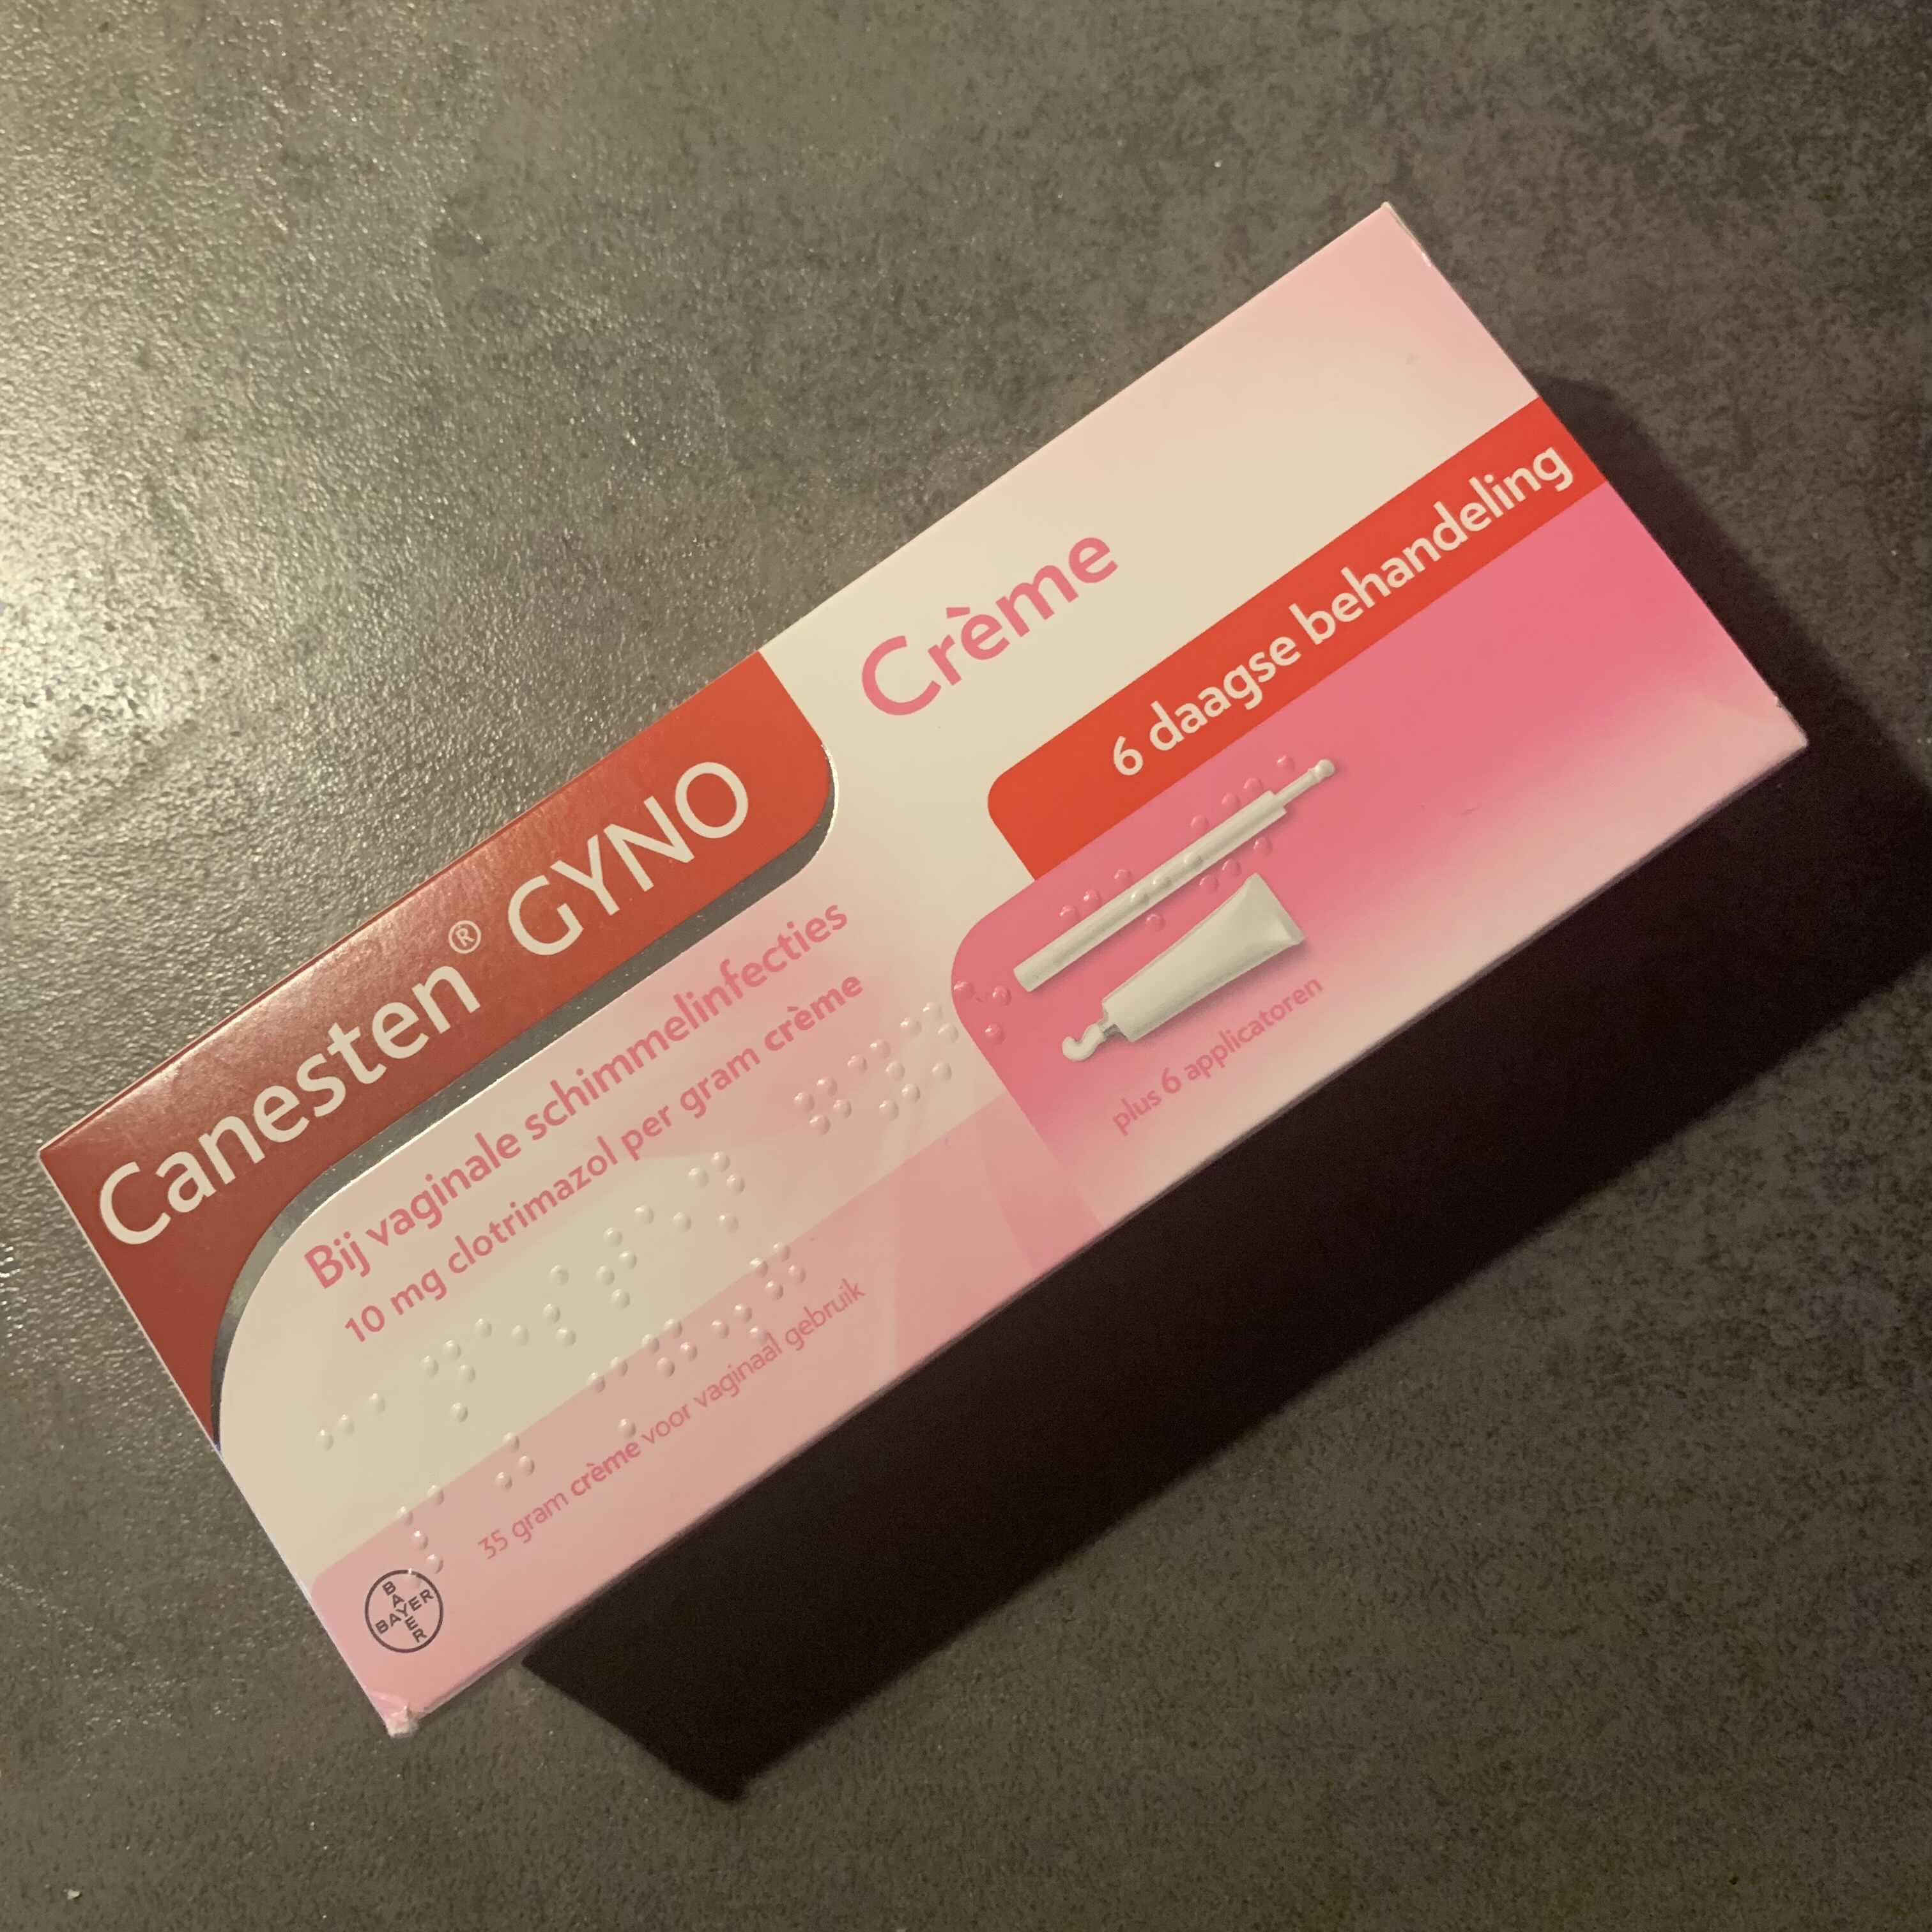 Canesten® GYNO
Crème
6 daagse behandeling
Bij vaginale schimmelinfecties
10 mg clotrimazol per gram crème
plus 6 applicatoren
35 gram crème voor vaginaal gebruik
BAYER
BAYER